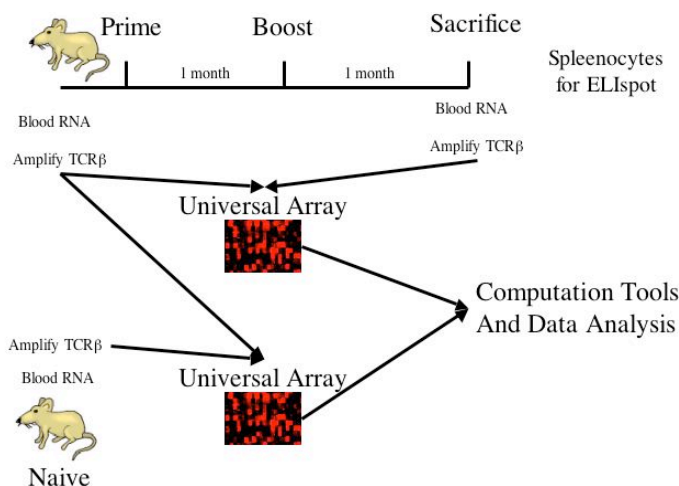 Prime
Boost
Sacrifice
1 month
1 month
Spleenocytes
for ELIspot
Blood RNA
Amplify TCRβ
Blood RNA
Amplify TCRβ
Universal Array
Computation Tools
And Data Analysis
Amplify TCRβ
Blood RNA
Universal Array
Naive